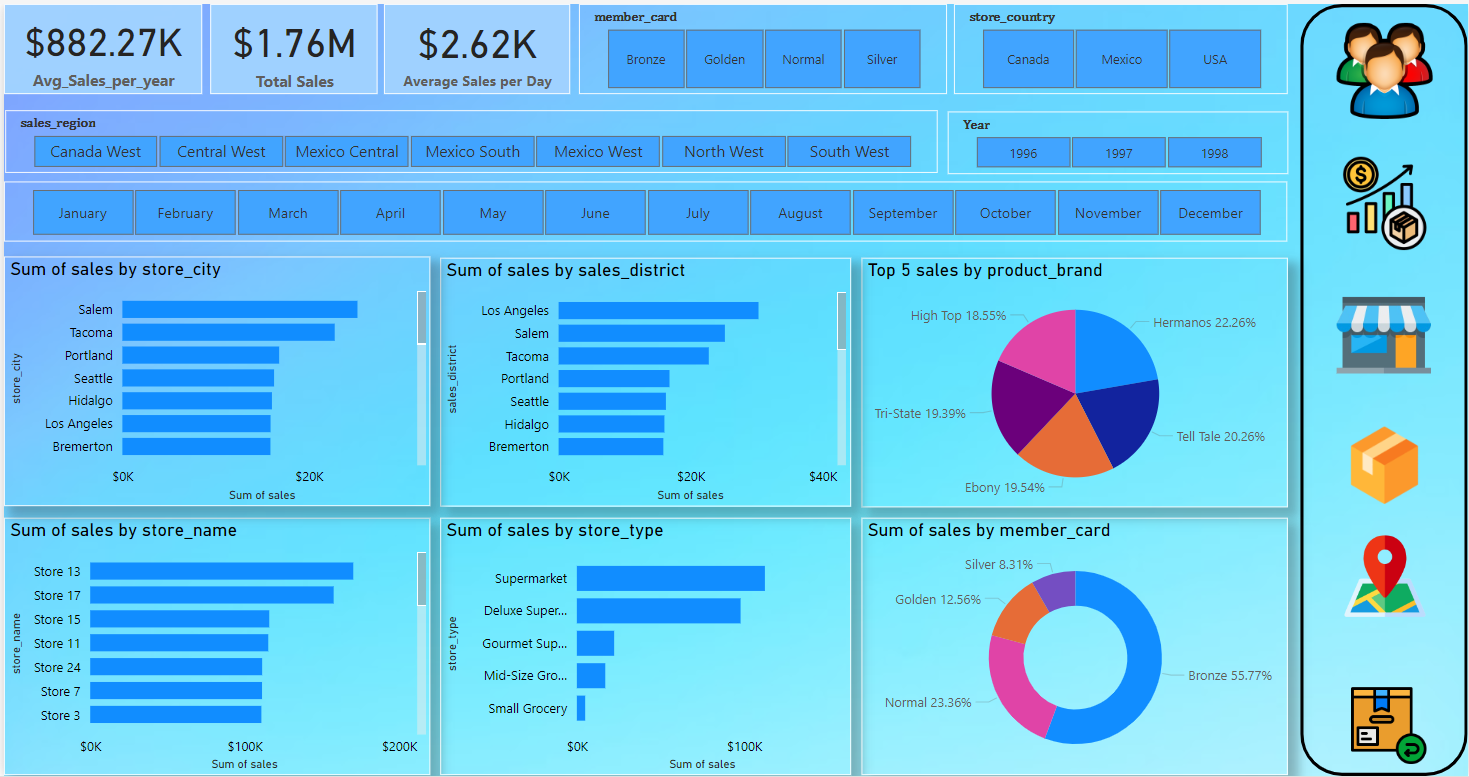 $882.27K
Avg_Sales_per_year
$1.76M
Total Sales
$2.62K
Average Sales per Day
member_card
Bronze Golden Normal Silver
store_country
Canada Mexico USA
sales_region
Canada West Central West Mexico Central Mexico South Mexico West North West South West
Year
1996 1997 1998
January February March April May June July August September October November December
Sum of sales by store_city
store_city
Salem
Tacoma
Portland
Seattle
Hidalgo
Los Angeles
Bremerton
$0K $20K
Sum of sales
Sum of sales by sales_district
sales_district
Los Angeles
Salem
Tacoma
Portland
Seattle
Hidalgo
Bremerton
$0K $20K $40K
Sum of sales
Top 5 sales by product_brand
High Top 18.55%
Hermanos 22.26%
Tri-State 19.39%
Tell Tale 20.26%
Ebony 19.54%
Sum of sales by store_name
store_name
Store 13
Store 17
Store 15
Store 11
Store 24
Store 7
Store 3
$0K $100K $200K
Sum of sales
Sum of sales by store_type
store_type
Supermarket
Deluxe Super...
Gourmet Sup...
Mid-Size Gro...
Small Grocery
$0K $100K
Sum of sales
Sum of sales by member_card
Silver 8.31%
Golden 12.56%
Normal 23.36%
Bronze 55.77%
$